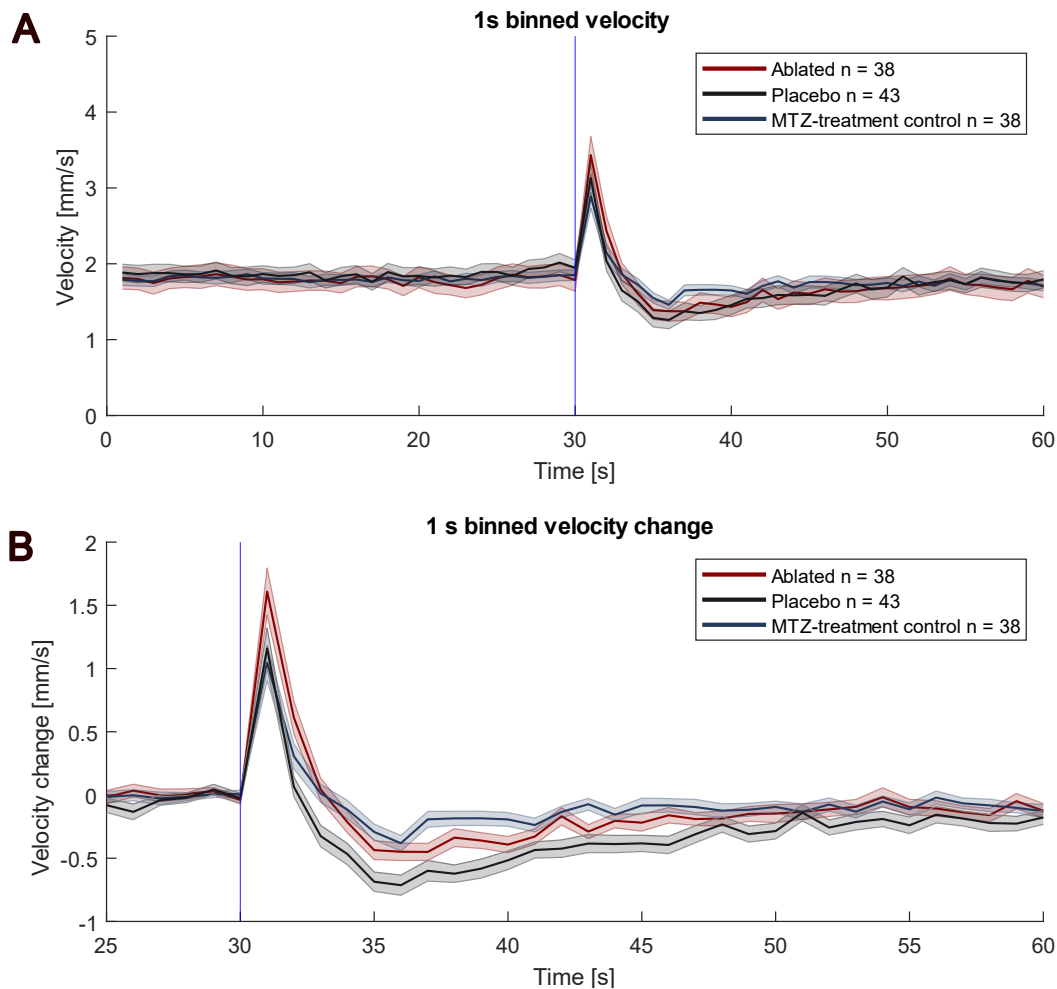 A
1s binned velocity
5
4
3
2
1
0
Velocity [mm/s]
Ablated n = 38
Placebo n = 43
MTZ-treatment control n = 38
0 10 20 30 40 50 60
Time [s]
B
1 s binned velocity change
2
1.5
1
0.5
0
-0.5
-1
Velocity change [mm/s]
Ablated n = 38
Placebo n = 43
MTZ-treatment control n = 38
25 30 35 40 45 50 55 60
Time [s]